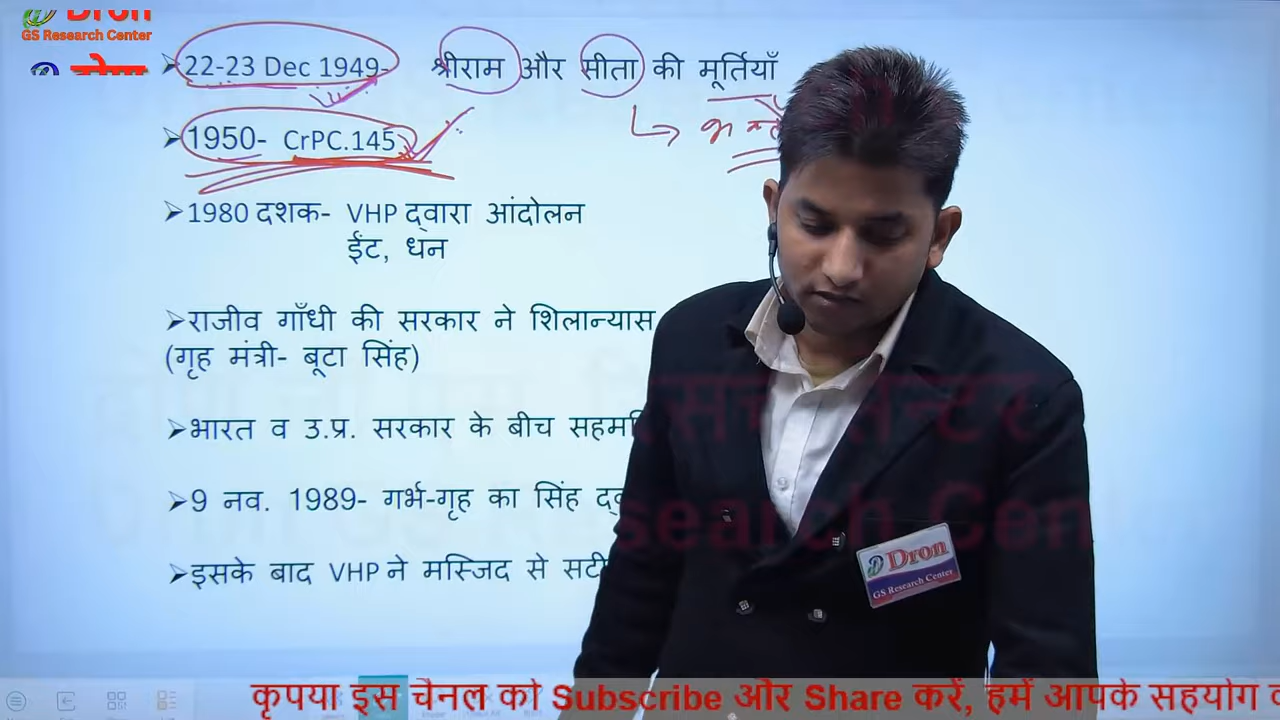 Dron
GS Research Center
22-23 Dec 1949- श्रीराम और सीता की मूर्तियाँ
1950- CrPC.145
1980 दशक- VHP द्वारा आंदोलन
ईंट, धन
राजीव गाँधी की सरकार ने शिलान्यास
(गृह मंत्री- बूटा सिंह)
भारत व उ.प्र. सरकार के बीच
9 नव. 1989- गर्भ-गृह का सिंह
इसके बाद VHP ने मस्जिद से
Dron
GS Research Center
कृपया इस चैनल को Subscribe और Share करें, हमें आपके सहयोग